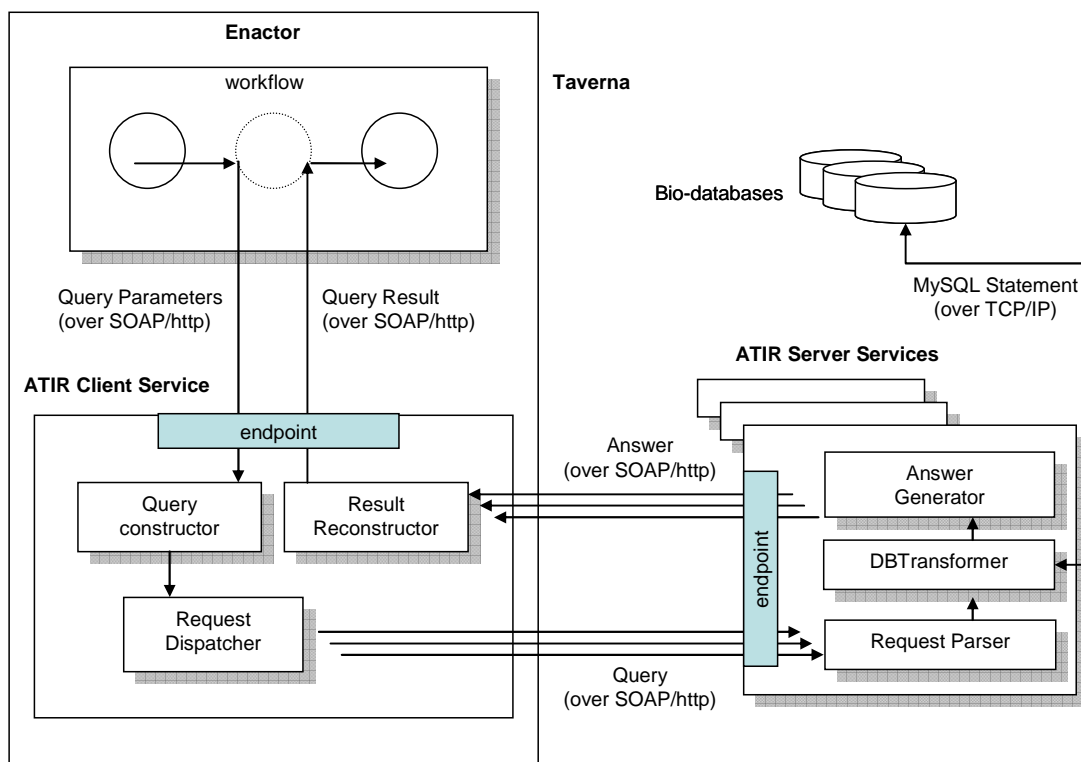 Enactor
workflow
Taverna
Bio-databases
Query Parameters
(over SOAP/http)
Query Result
(over SOAP/http)
MySQL Statement
(over TCP/IP)
ATIR Server Services
ATIR Client Service
endpoint
Answer
(over SOAP/http)
Query
constructor
Result
Reconstructor
Answer
Generator
endpoint
DBTransformer
Request
Dispatcher
Request Parser
Query
(over SOAP/http)